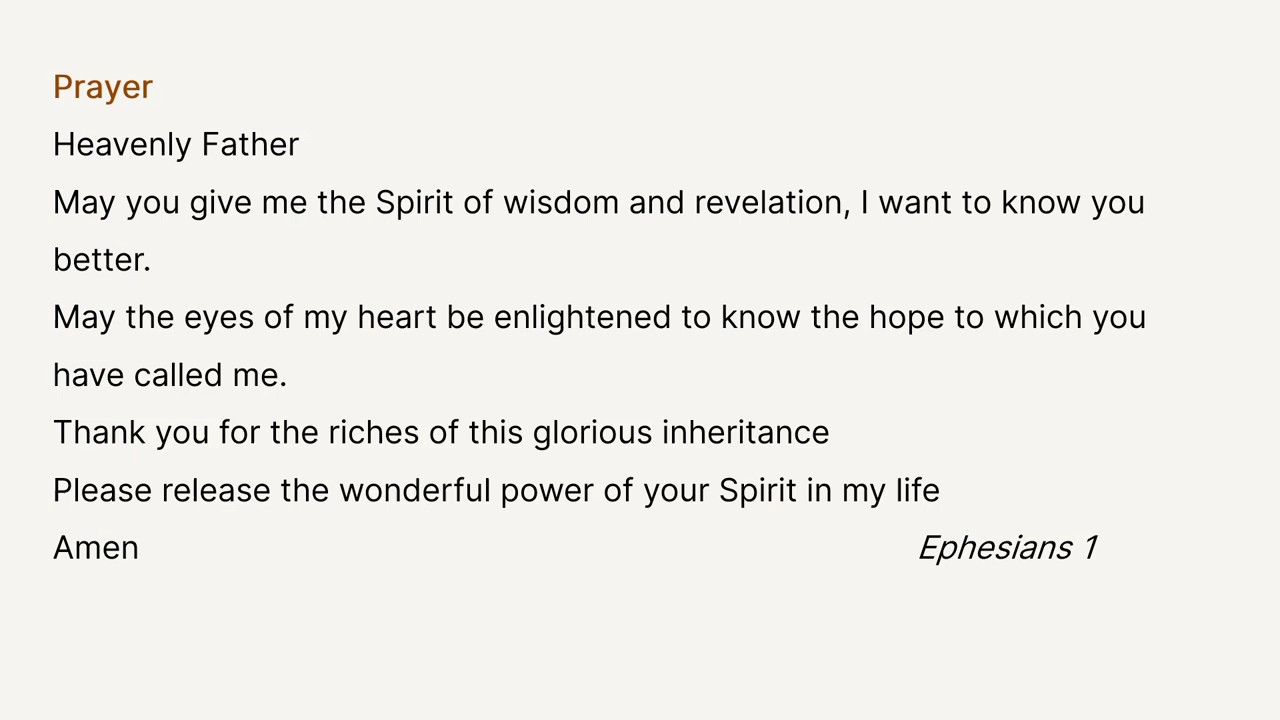 Prayer
Heavenly Father
May you give me the Spirit of wisdom and revelation, I want to know you
better.
May the eyes of my heart be enlightened to know the hope to which you
have called me.
Thank you for the riches of this glorious inheritance
Please release the wonderful power of your Spirit in my life
Amen Ephesians 1